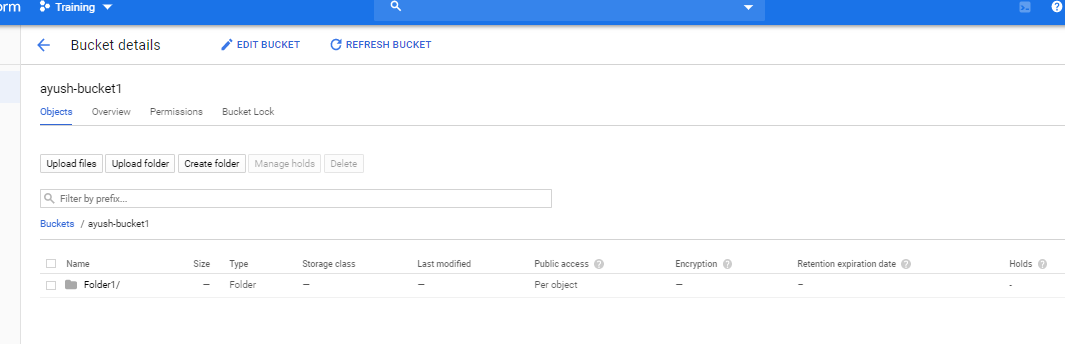 orm Training
Bucket details EDIT BUCKET REFRESH BUCKET
ayush-bucket1
Objects Overview Permissions Bucket Lock
Upload files Upload folder Create folder Manage holds Delete
Filter by prefix...
Buckets / ayush-bucket1
Name Size Type Storage class Last modified Public access ? Encryption ? Retention expiration date ? Holds ?
Folder1/ — Folder — — Per object — – -